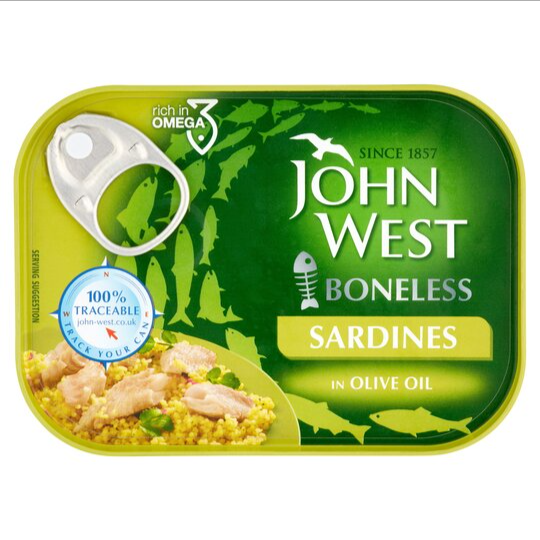 rich in
OMEGA 3
SINCE 1857
JOHN
WEST
BONELESS
SARDINES
IN OLIVE OIL
SERVING SUGGESTION
N
100%
TRACEABLE
john-west.co.uk
W TRACK YOUR CAN E